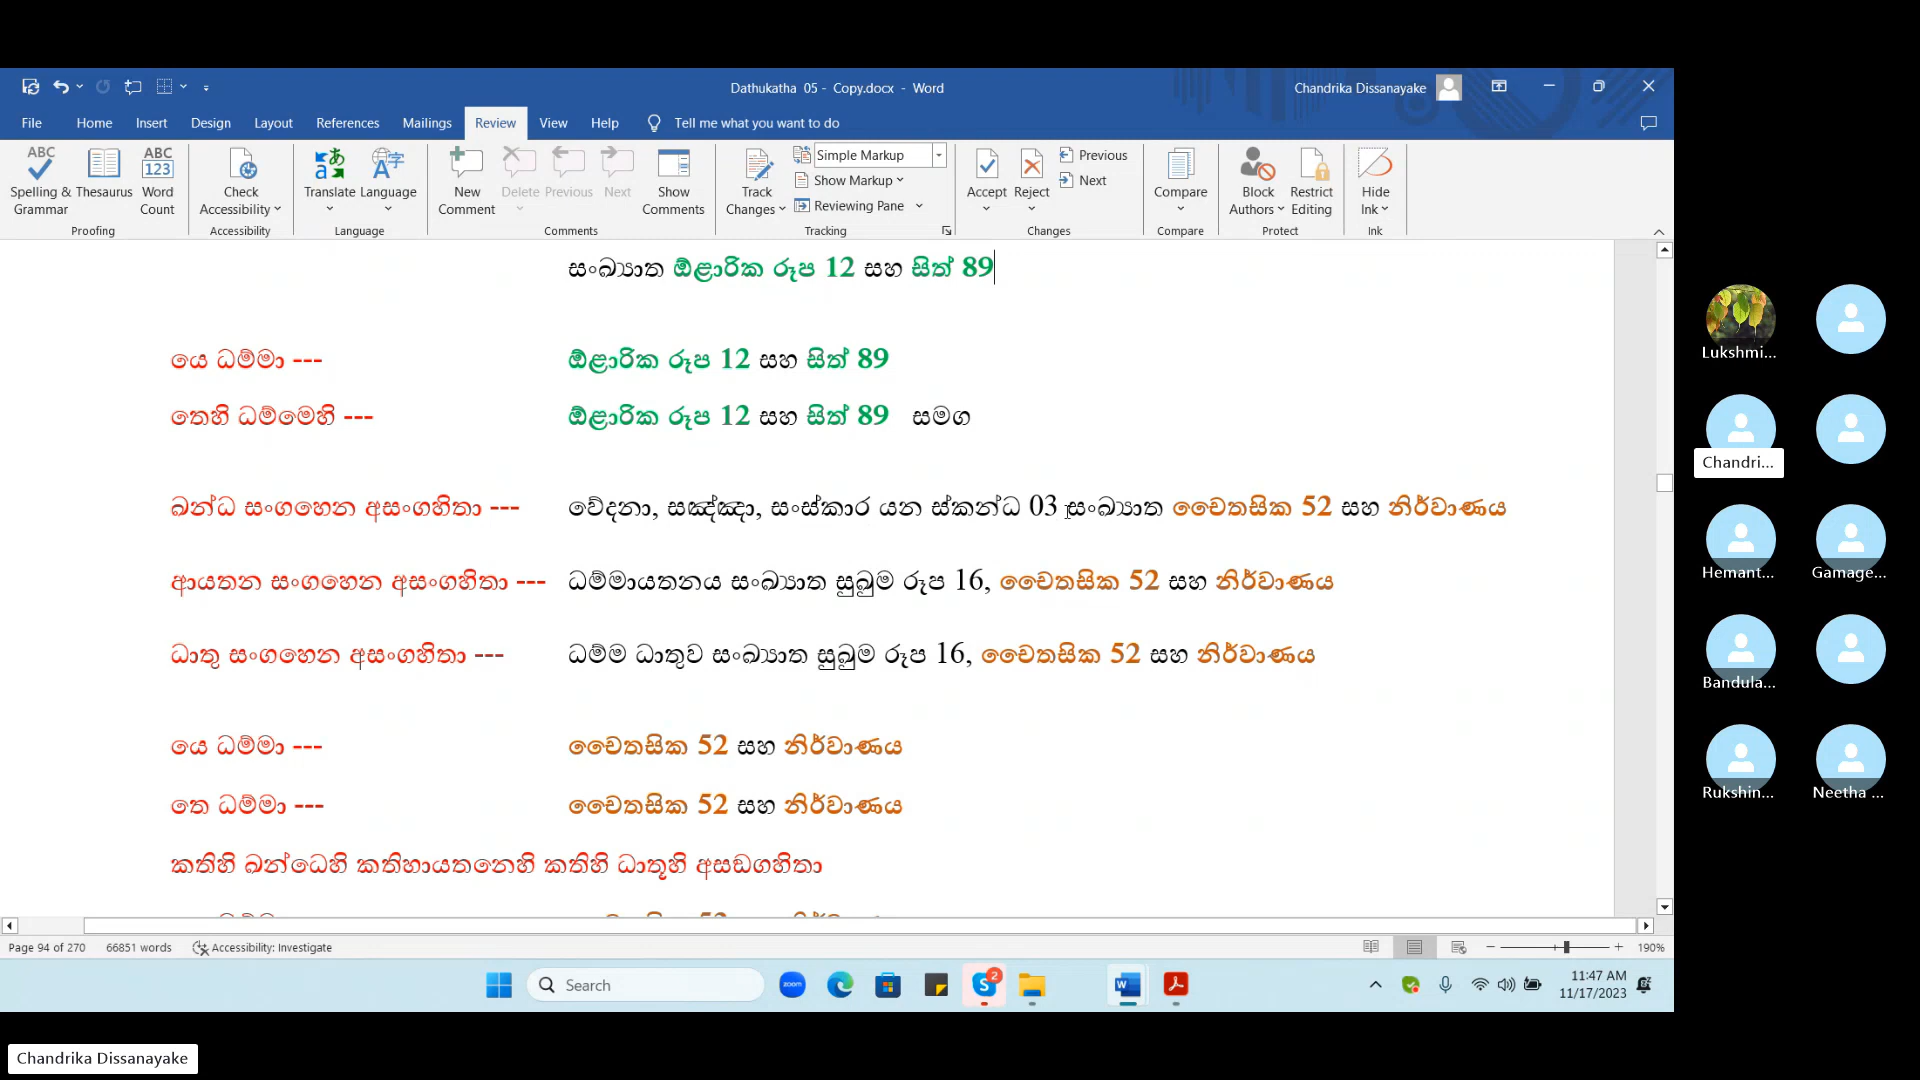 Dathukatha 05 - Copy.docx - Word
Chandrika Dissanayake
File Home Insert Design Layout References Mailings Review View Help Tell me what you want to do
Spelling & Grammar Thesaurus Word Count Check Accessibility Translate Language New Comment Delete Previous Next Show Comments Track Changes Simple Markup Show Markup Reviewing Pane Accept Reject Previous Next Compare Block Authors Restrict Editing Hide Ink
Proofing Accessibility Language Comments Tracking Changes Compare Protect Ink
සංඛ්‍යාත ඕළාරික රූප 12 සහ සිත් 89
යෙ ධම්මා --- ඕළාරික රූප 12 සහ සිත් 89
තෙහි ධම්මෙහි --- ඕළාරික රූප 12 සහ සිත් 89 සමග
ඛන්ධ සංගහෙන අසංගහිතා --- වේදනා, සඤ්ඤා, සංස්කාර යන ස්කන්ධ 03 සංඛ්‍යාත චෛතසික 52 සහ නිර්වාණය
ආයතන සංගහෙන අසංගහිතා --- ධම්මායතනය සංඛ්‍යාත සුඛුම රූප 16, චෛතසික 52 සහ නිර්වාණය
ධාතු සංගහෙන අසංගහිතා --- ධම්ම ධාතුව සංඛ්‍යාත සුඛුම රූප 16, චෛතසික 52 සහ නිර්වාණය
යෙ ධම්මා --- චෛතසික 52 සහ නිර්වාණය
තෙ ධම්මා --- චෛතසික 52 සහ නිර්වාණය
කතිහි ඛන්ධෙහි කතිහායතනෙහි කතිහි ධාතූහි අසඞගහිතා
Page 94 of 270 66851 words Accessibility: Investigate 190%
Search zoom 2 11:47 AM
11/17/2023
Lukshmi...
Chandri...
Hemant... Gamage...
Bandula...
Rukshin... Neetha ...
Chandrika Dissanayake